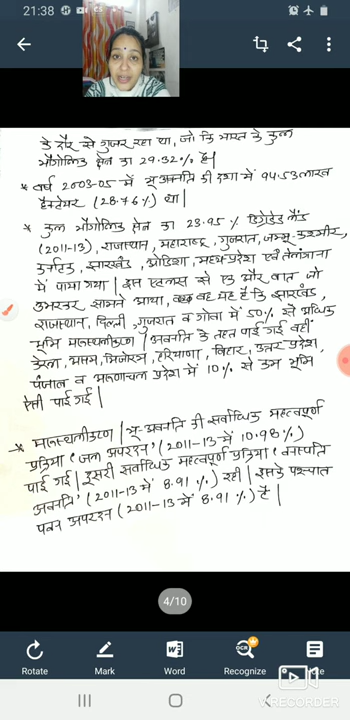 21:38
के दौर से गुजर रहा था, जो कि भारत के कुल
भौगोलिक क्षेत्र का 29.32% है|
* वर्ष 2003-05 में भू अवनति की दशा में 94.53 लाख
हेक्टेयर (28.76%) था|
* कुल भौगोलिक क्षेत्र का 23.95 % डिग्रेडेड लैंड
(2011-13), राजस्थान, महाराष्ट्र, गुजरात, जम्मू-कश्मीर,
कर्नाटक, झारखंड, ओडिशा, मध्य प्रदेश एवं तेलंगाना
में पाया गया| इस एटलस से एक और बात जो
उभरकर सामने आया, वह यह है कि झारखंड,
राजस्थान, दिल्ली, गुजरात व गोवा में 50% से अधिक
भूमि मरुस्थलीकरण/अवनति के तहत पाई गई वहीं
केरल, असम, मिजोरम, हरियाणा, बिहार, उत्तर प्रदेश,
पंजाब व अरुणाचल प्रदेश में 10% से कम भूमि
ऐसी पाई गई|
* मरुस्थलीकरण/भू-अवनति की सर्वाधिक महत्वपूर्ण
प्रक्रिया 'जल अपरदन' (2011-13 में 10.98%)
पाई गई| दूसरी सर्वाधिक महत्वपूर्ण प्रक्रिया 'वनस्पति
अवनति' (2011-13 में 8.91 %) रही| इसके पश्चात
पवन अपरदन (2011-13 में 8.91 %) है|
4/10
Rotate Mark Word Recognize
OCR
V RECORDER